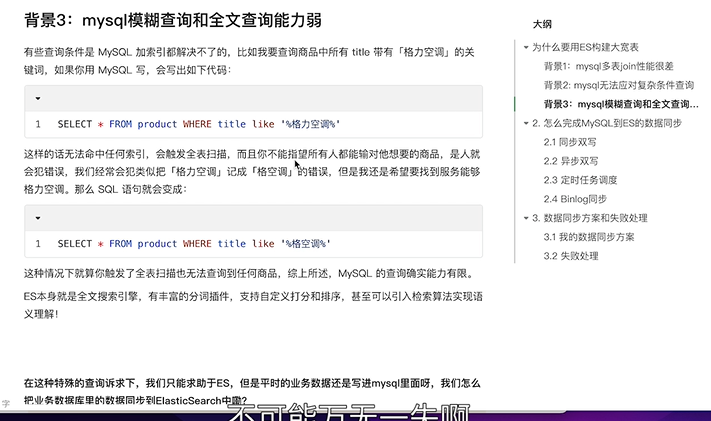 背景3：mysql模糊查询和全文查询能力弱
有些查询条件是 MySQL 加索引都解决不了的，比如我要查询商品中所有 title 带有「格力空调」的关
键词，如果你用 MySQL 写，会写出如下代码：
1 SELECT * FROM product WHERE title like '%格力空调%'
这样的话无法命中任何索引，会触发全表扫描，而且你不能指望所有人都能输对他想要的商品，是人就
会犯错误，我们经常会犯类似把「格力空调」记成「格空调」的错误，但是我还是希望要找到服务能够
格力空调。那么 SQL 语句就会变成：
1 SELECT * FROM product WHERE title like '%格空调%'
这种情况下就算你触发了全表扫描也无法查询到任何商品，综上所述，MySQL 的查询确实能力有限。
ES本身就是全文搜索引擎，有丰富的分词插件，支持自定义打分和排序，甚至可以引入检索算法实现语
义理解！
在这种特殊的查询诉求下，我们只能求助于ES，但是平时的业务数据还是写进mysql里面呀，我们怎么
把业务数据库里的数据同步到ElasticSearch中嘞？
字
不可能万无一失啊
大纲
为什么要用ES构建大宽表
背景1：mysql多表join性能很差
背景2: mysql无法应对复杂条件查询
背景3：mysql模糊查询和全文查询...
2. 怎么完成MySQL到ES的数据同步
2.1 同步双写
2.2 异步双写
2.3 定时任务调度
2.4 Binlog同步
3. 数据同步方案和失败处理
3.1 我的数据同步方案
3.2 失败处理